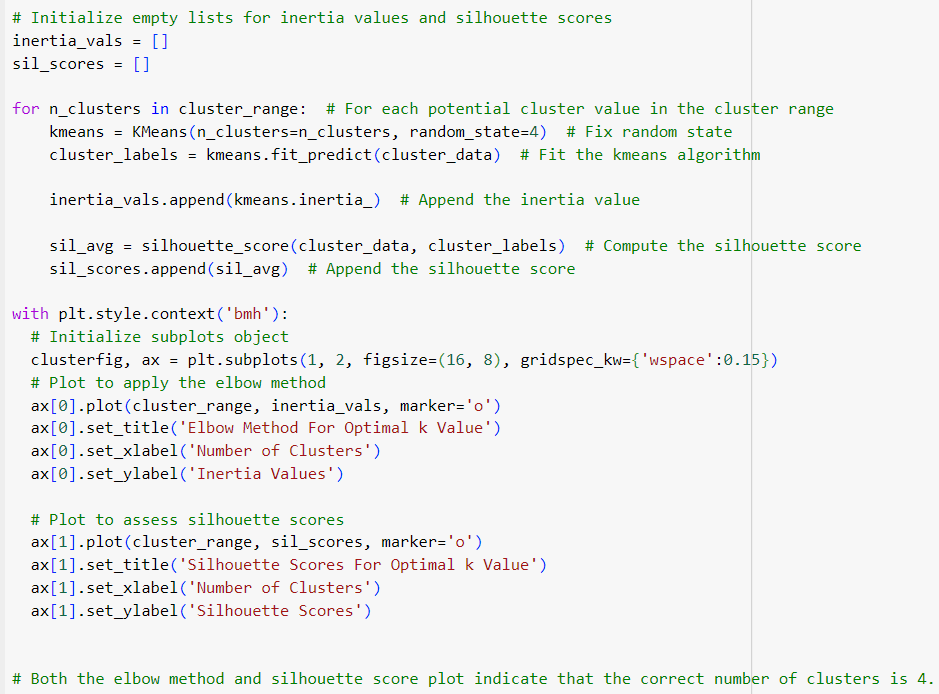 # Initialize empty lists for inertia values and silhouette scores
inertia_vals = []
sil_scores = []
for n_clusters in cluster_range:  # For each potential cluster value in the cluster range
    kmeans = KMeans(n_clusters=n_clusters, random_state=4)  # Fix random state
    cluster_labels = kmeans.fit_predict(cluster_data)  # Fit the kmeans algorithm
    inertia_vals.append(kmeans.inertia_)  # Append the inertia value
    sil_avg = silhouette_score(cluster_data, cluster_labels)  # Compute the silhouette score
    sil_scores.append(sil_avg)  # Append the silhouette score
with plt.style.context('bmh'):
  # Initialize subplots object
  clusterfig, ax = plt.subplots(1, 2, figsize=(16, 8), gridspec_kw={'wspace':0.15})
  # Plot to apply the elbow method
  ax[0].plot(cluster_range, inertia_vals, marker='o')
  ax[0].set_title('Elbow Method For Optimal k Value')
  ax[0].set_xlabel('Number of Clusters')
  ax[0].set_ylabel('Inertia Values')
  # Plot to assess silhouette scores
  ax[1].plot(cluster_range, sil_scores, marker='o')
  ax[1].set_title('Silhouette Scores For Optimal k Value')
  ax[1].set_xlabel('Number of Clusters')
  ax[1].set_ylabel('Silhouette Scores')
# Both the elbow method and silhouette score plot indicate that the correct number of clusters is 4.